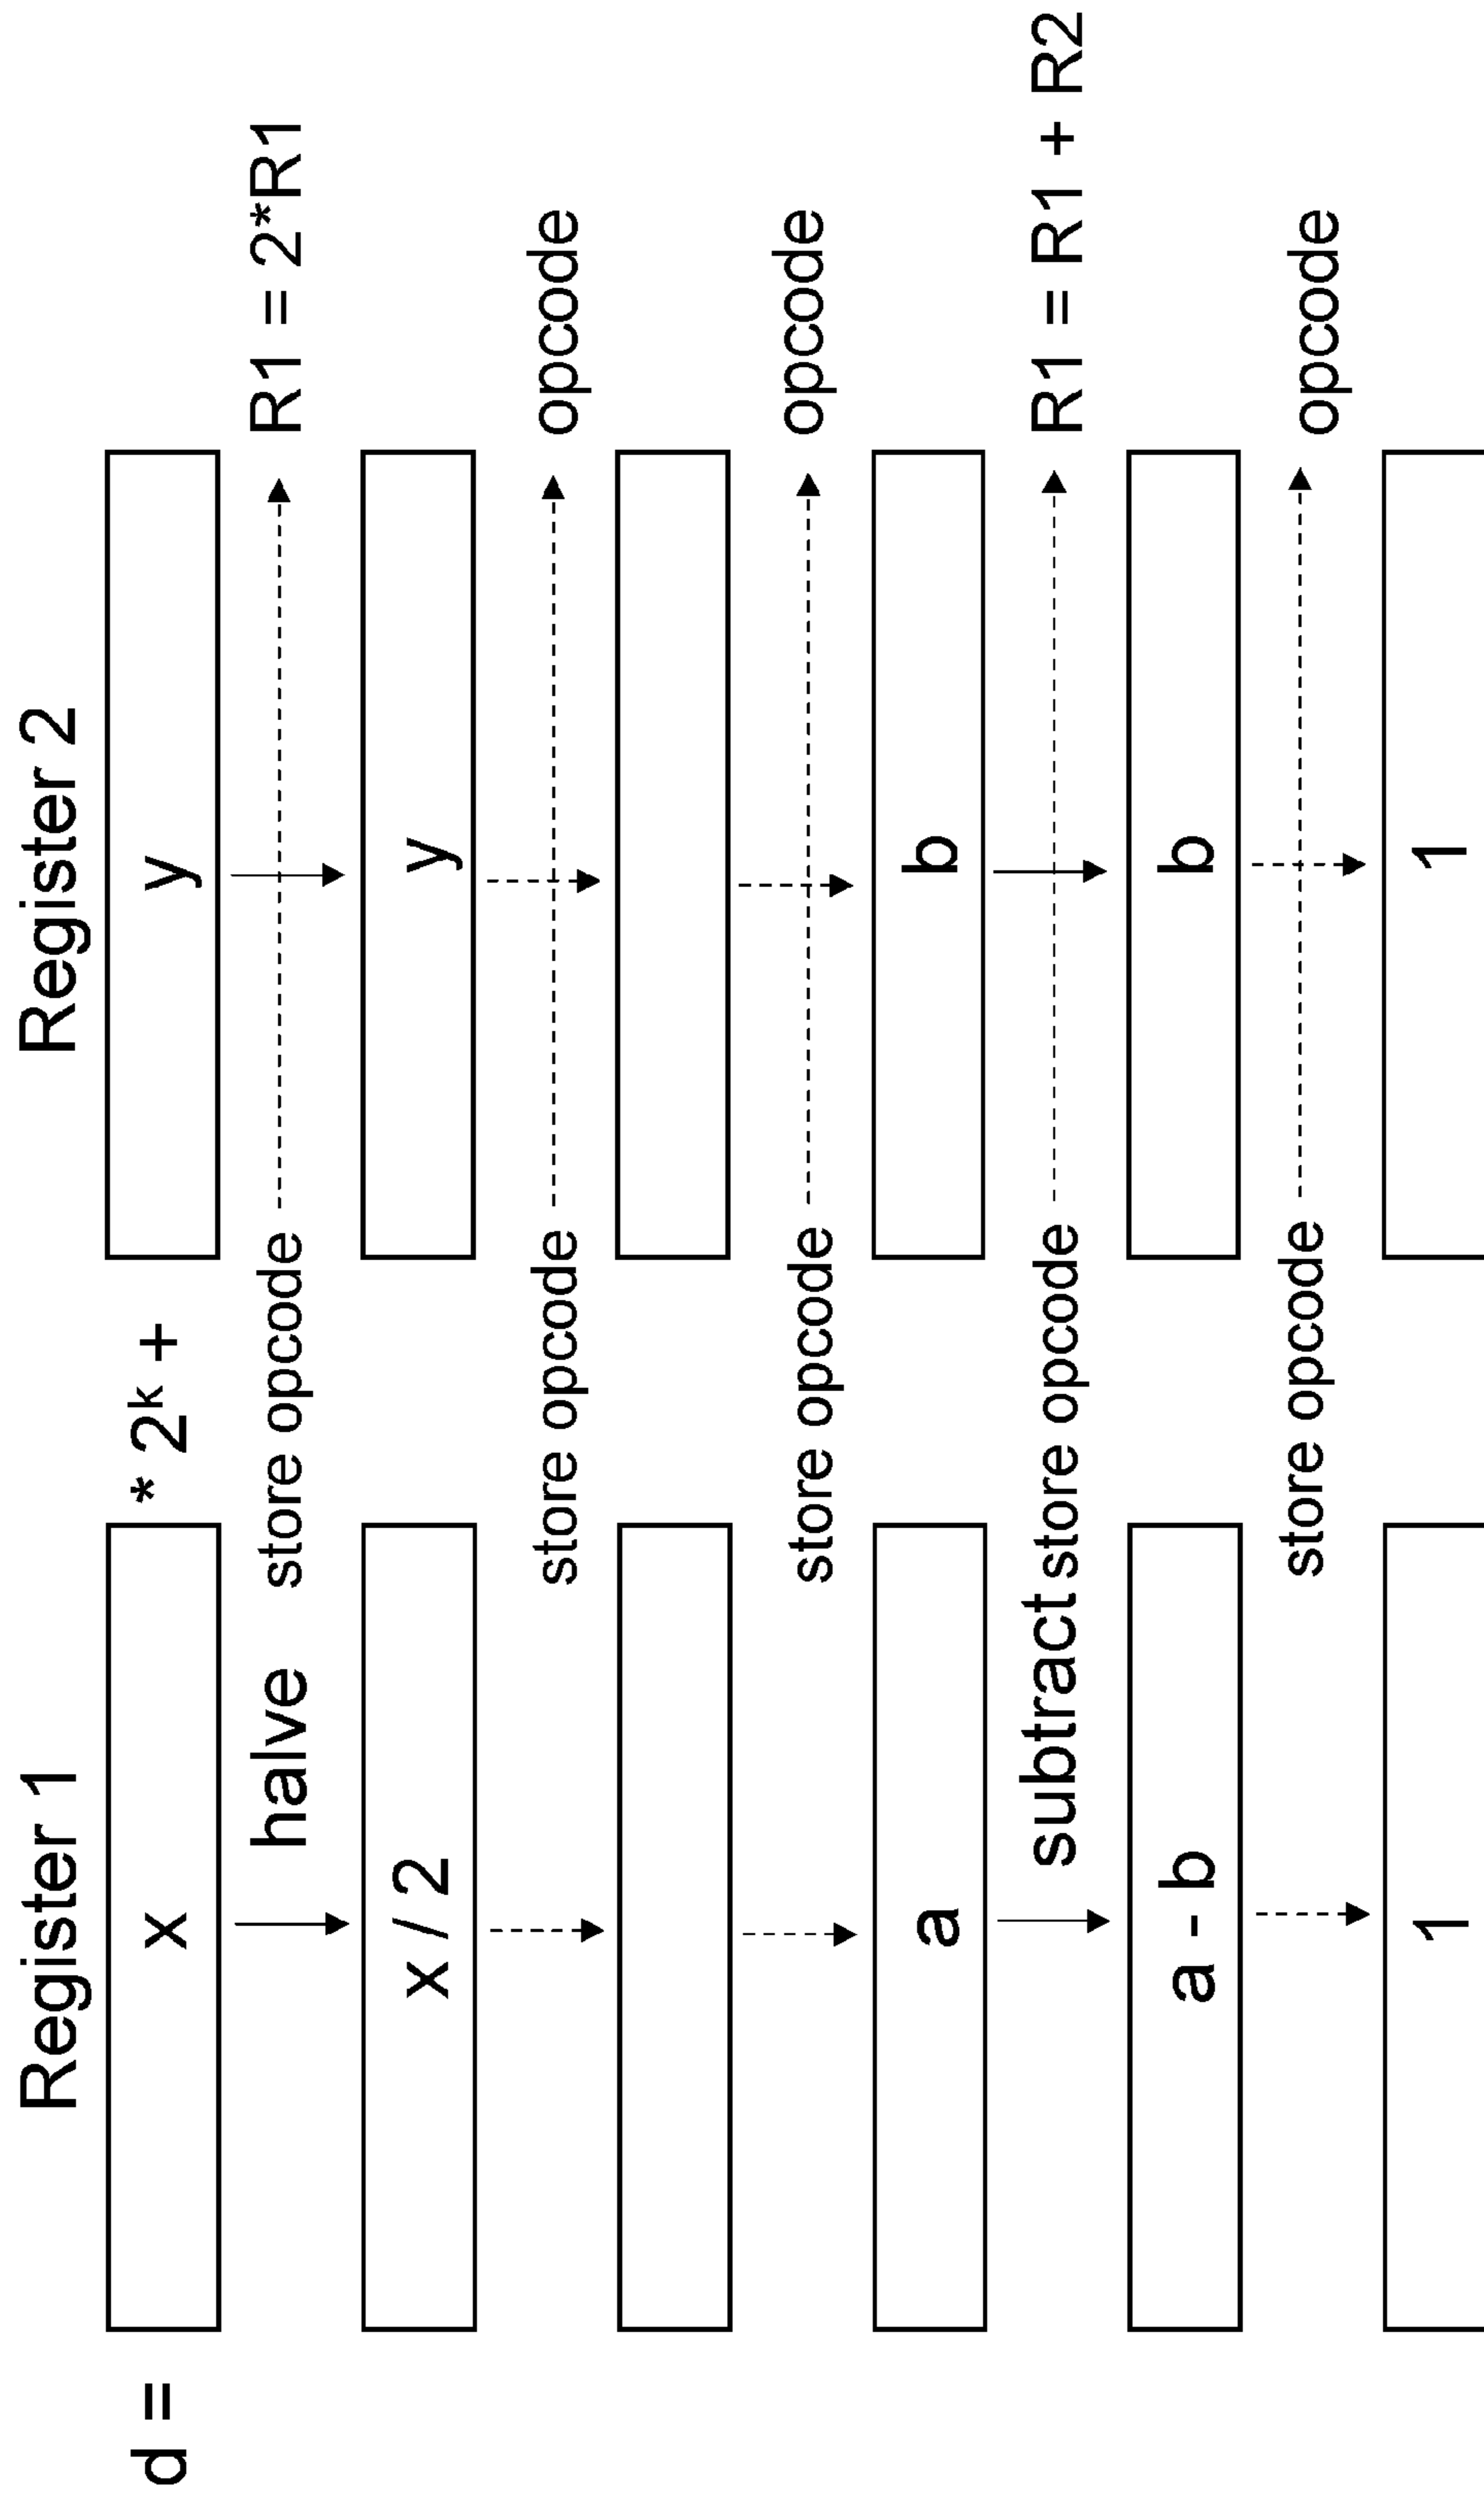 Register 1 Register 2
d = x * 2ᵏ + y
halve store opcode R1 = 2*R1
x / 2 y
store opcode opcode
store opcode opcode
a b
subtract store opcode R1 = R1 + R2
a - b b
store opcode opcode
1 1